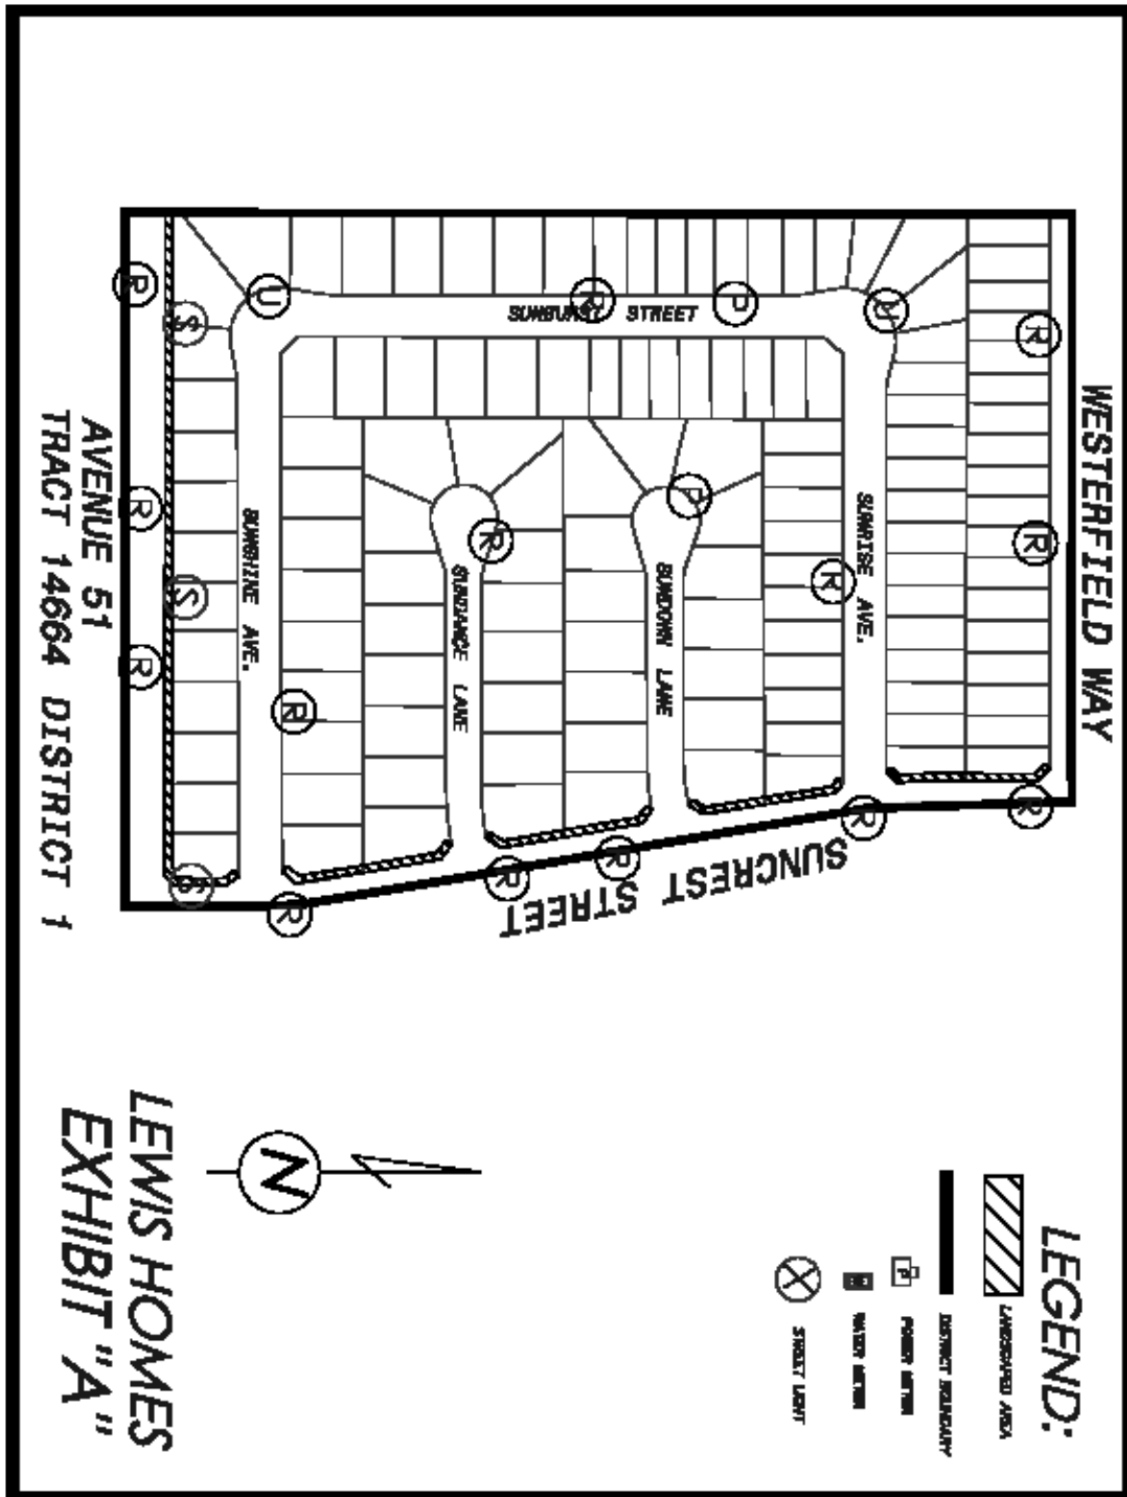 WESTERFIELD WAY
R
R
R
SUNRISE AVE.
U
R
R
SUNBURST STREET
R
P
SUNDOWN LANE
P
SUNDANCE LANE
R
SUNCREST STREET
R
R
SUNSHINE AVE.
U
R
R
S
S
S
P
R
R
AVENUE 51
TRACT 14664 DISTRICT 1
LEGEND:
LANDSCAPED AREA
DISTRICT BOUNDARY
P
POWER METER
WATER METER
STREET LIGHT
N
LEWIS HOMES
EXHIBIT "A"